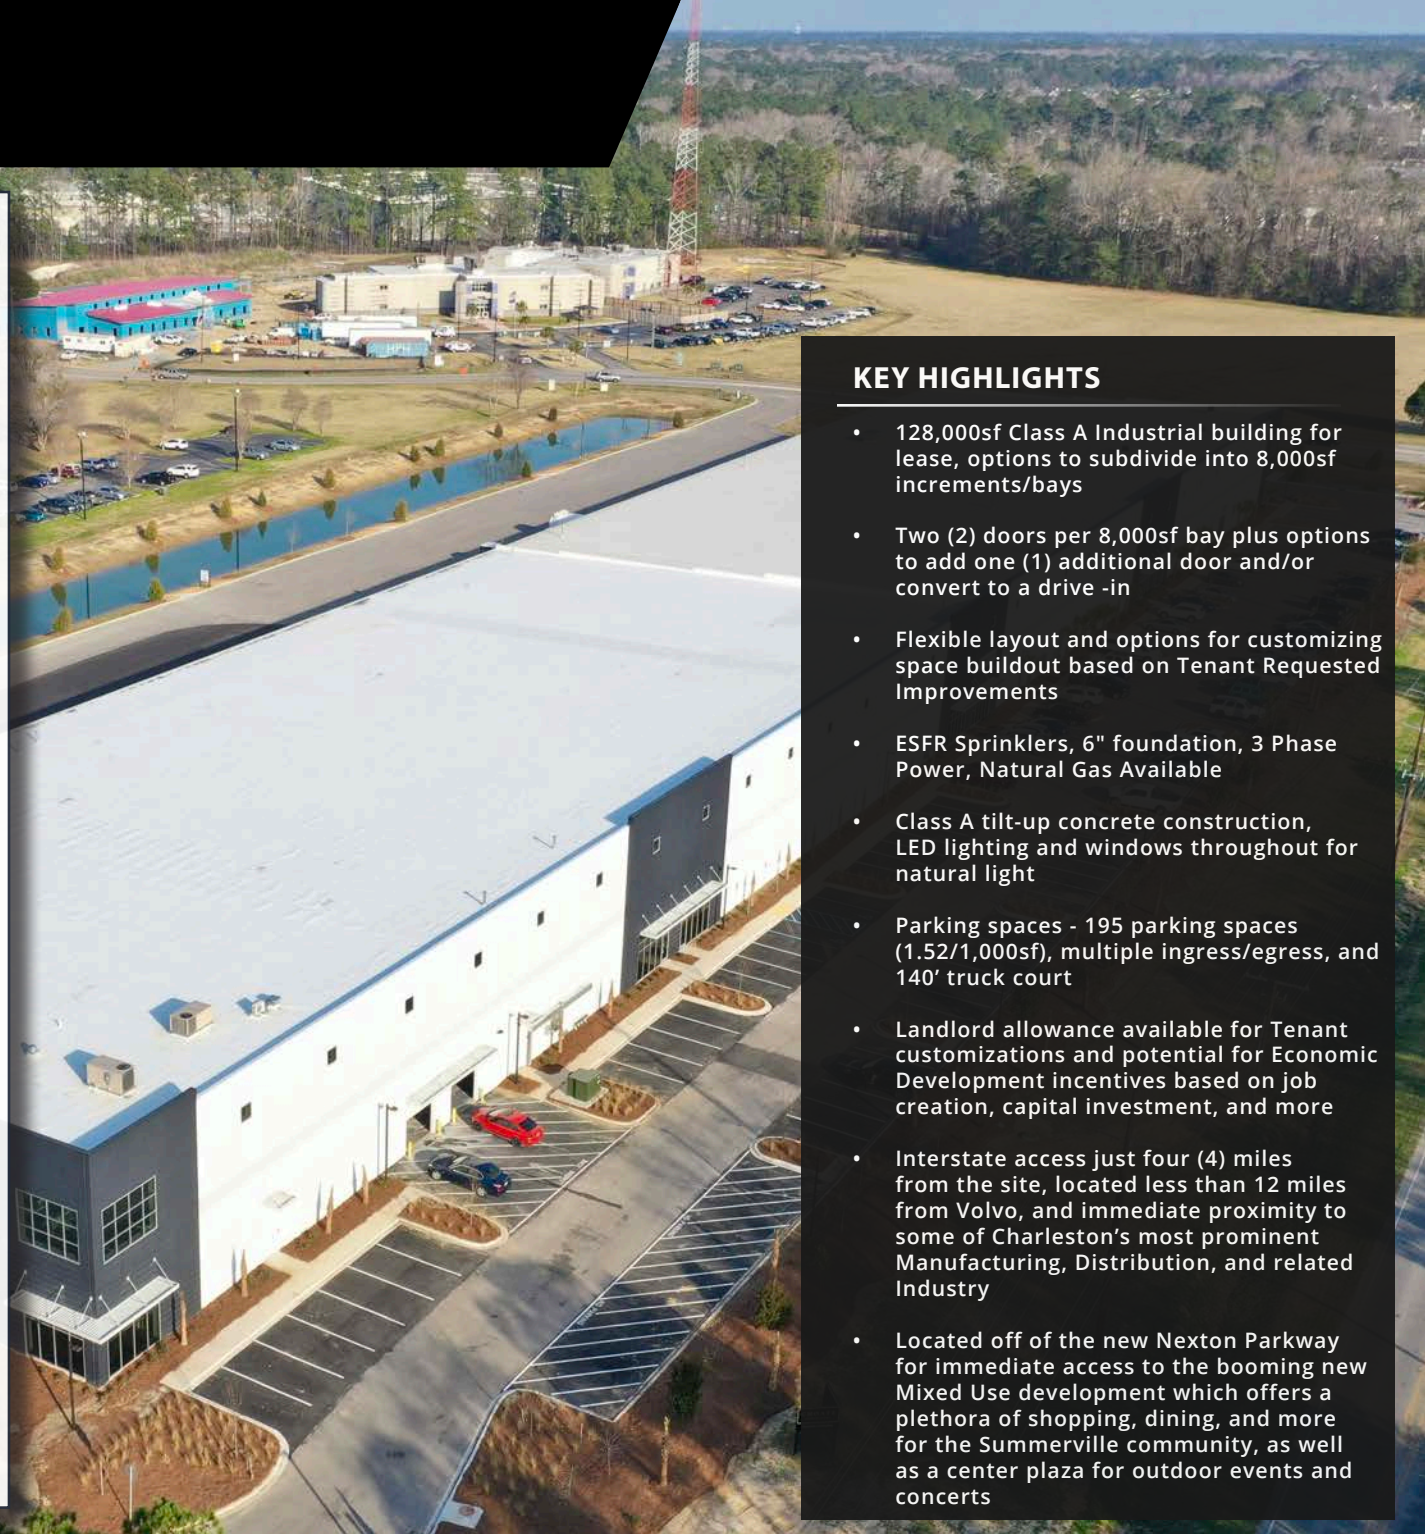 KEY HIGHLIGHTS
• 128,000sf Class A Industrial building for
lease, options to subdivide into 8,000sf
increments/bays
• Two (2) doors per 8,000sf bay plus options
to add one (1) additional door and/or
convert to a drive -in
• Flexible layout and options for customizing
space buildout based on Tenant Requested
Improvements
• ESFR Sprinklers, 6" foundation, 3 Phase
Power, Natural Gas Available
• Class A tilt-up concrete construction,
LED lighting and windows throughout for
natural light
• Parking spaces - 195 parking spaces
(1.52/1,000sf), multiple ingress/egress, and
140’ truck court
• Landlord allowance available for Tenant
customizations and potential for Economic
Development incentives based on job
creation, capital investment, and more
• Interstate access just four (4) miles
from the site, located less than 12 miles
from Volvo, and immediate proximity to
some of Charleston’s most prominent
Manufacturing, Distribution, and related
Industry
• Located off of the new Nexton Parkway
for immediate access to the booming new
Mixed Use development which offers a
plethora of shopping, dining, and more
for the Summerville community, as well
as a center plaza for outdoor events and
concerts